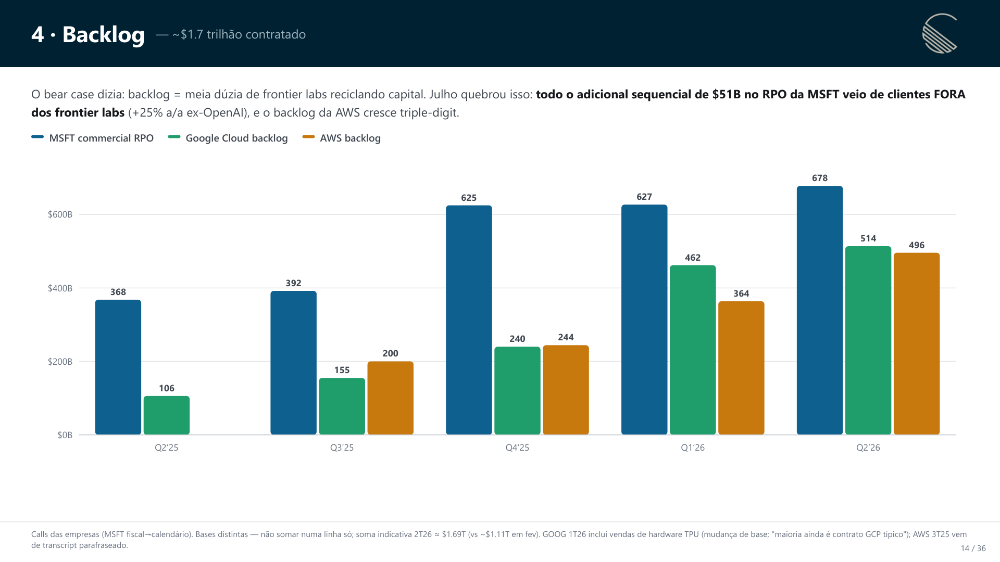 4 · Backlog — ~$1.7 trilhão contratado
O bear case dizia: backlog = meia dúzia de frontier labs reciclando capital. Julho quebrou isso: todo o adicional sequencial de $51B no RPO da MSFT veio de clientes FORA
dos frontier labs (+25% a/a ex-OpenAI), e o backlog da AWS cresce triple-digit.
MSFT commercial RPO Google Cloud backlog AWS backlog
678
625 627
$600B
514
496
462
392
$400B 368 364
240 244
200
$200B 155
106
$0B
Q2'25 Q3'25 Q4'25 Q1'26 Q2'26
Calls das empresas (MSFT fiscal→calendário). Bases distintas — não somar numa linha só; soma indicativa 2T26 ≈ $1.69T (vs ~$1.11T em fev). GOOG 1T26 inclui vendas de hardware TPU (mudança de base; "maioria ainda é contrato GCP típico"); AWS 3T25 vem
de transcript parafraseado.
14 / 36